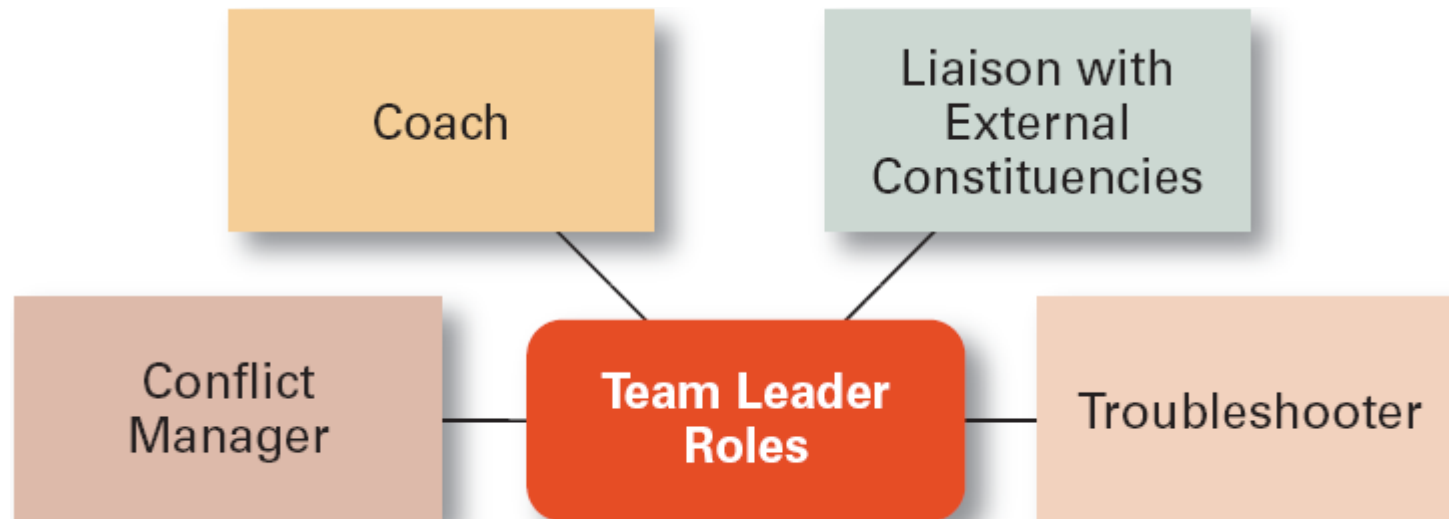 Coach
Liaison with
External
Constituencies
Conflict
Manager
Team Leader
Roles
Troubleshooter